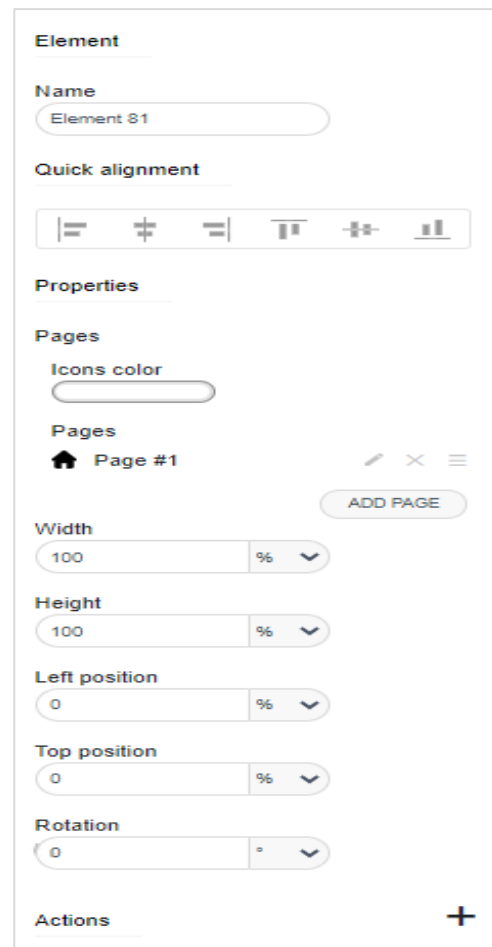 Element
Name
Element 81
Quick alignment
Properties
Pages
Icons color
Pages
Page #1
ADD PAGE
Width
100 %
Height
100 %
Left position
0 %
Top position
0 %
Rotation
0 °
Actions +